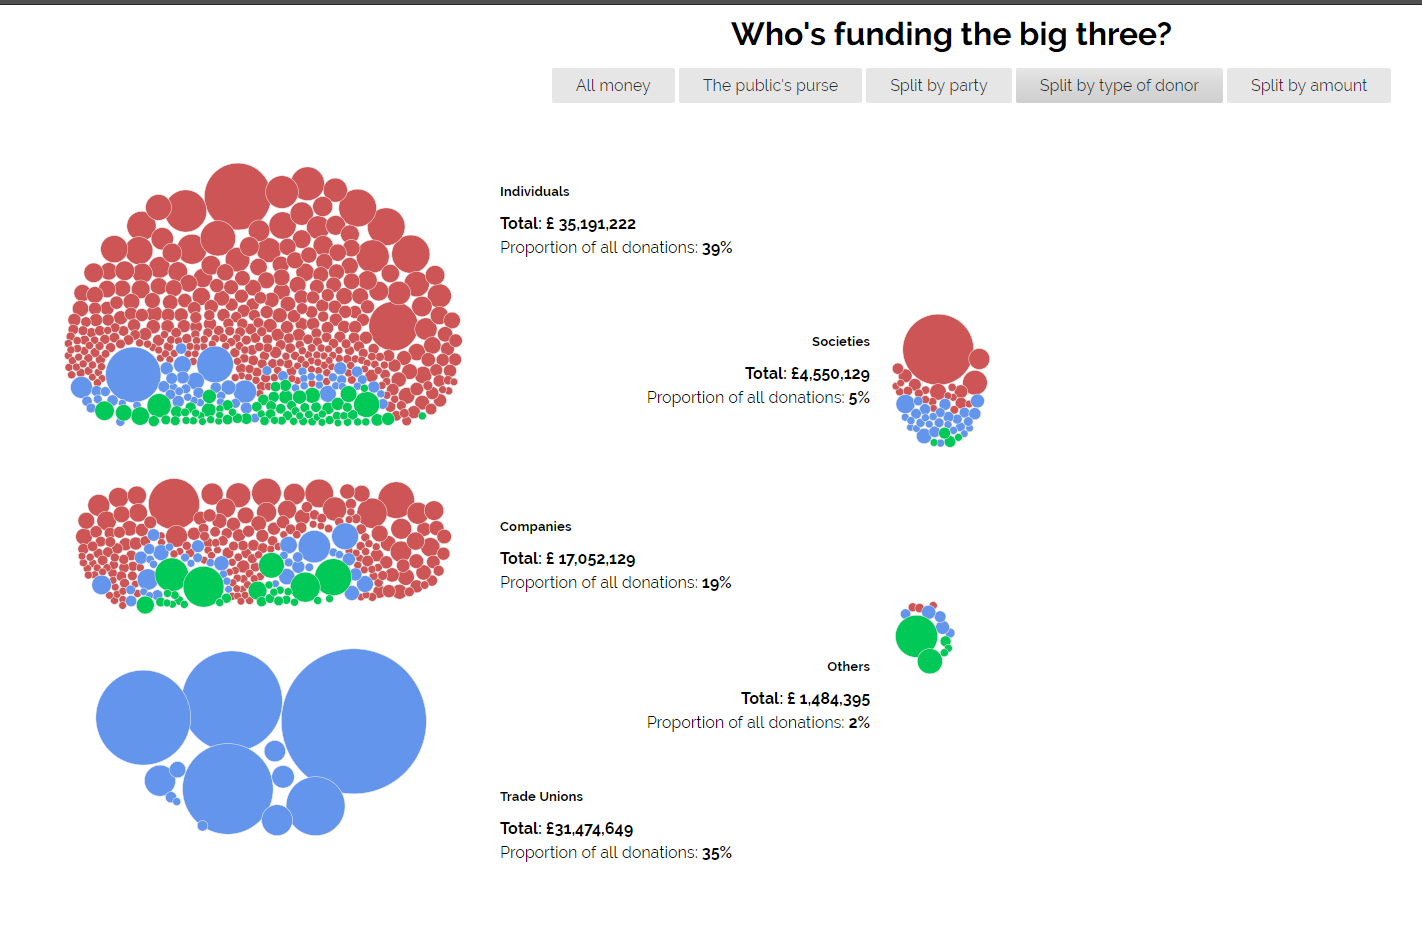 Who's funding the big three?
All money
The public's purse
Split by party
Split by type of donor
Split by amount
Individuals
Total: £ 35,191,222
Proportion of all donations: 39%
Societies
Total: £4,550,129
Proportion of all donations: 5%
Companies
Total: £ 17,052,129
Proportion of all donations: 19%
Others
Total: £ 1,484,395
Proportion of all donations: 2%
Trade Unions
Total: £31,474,649
Proportion of all donations: 35%